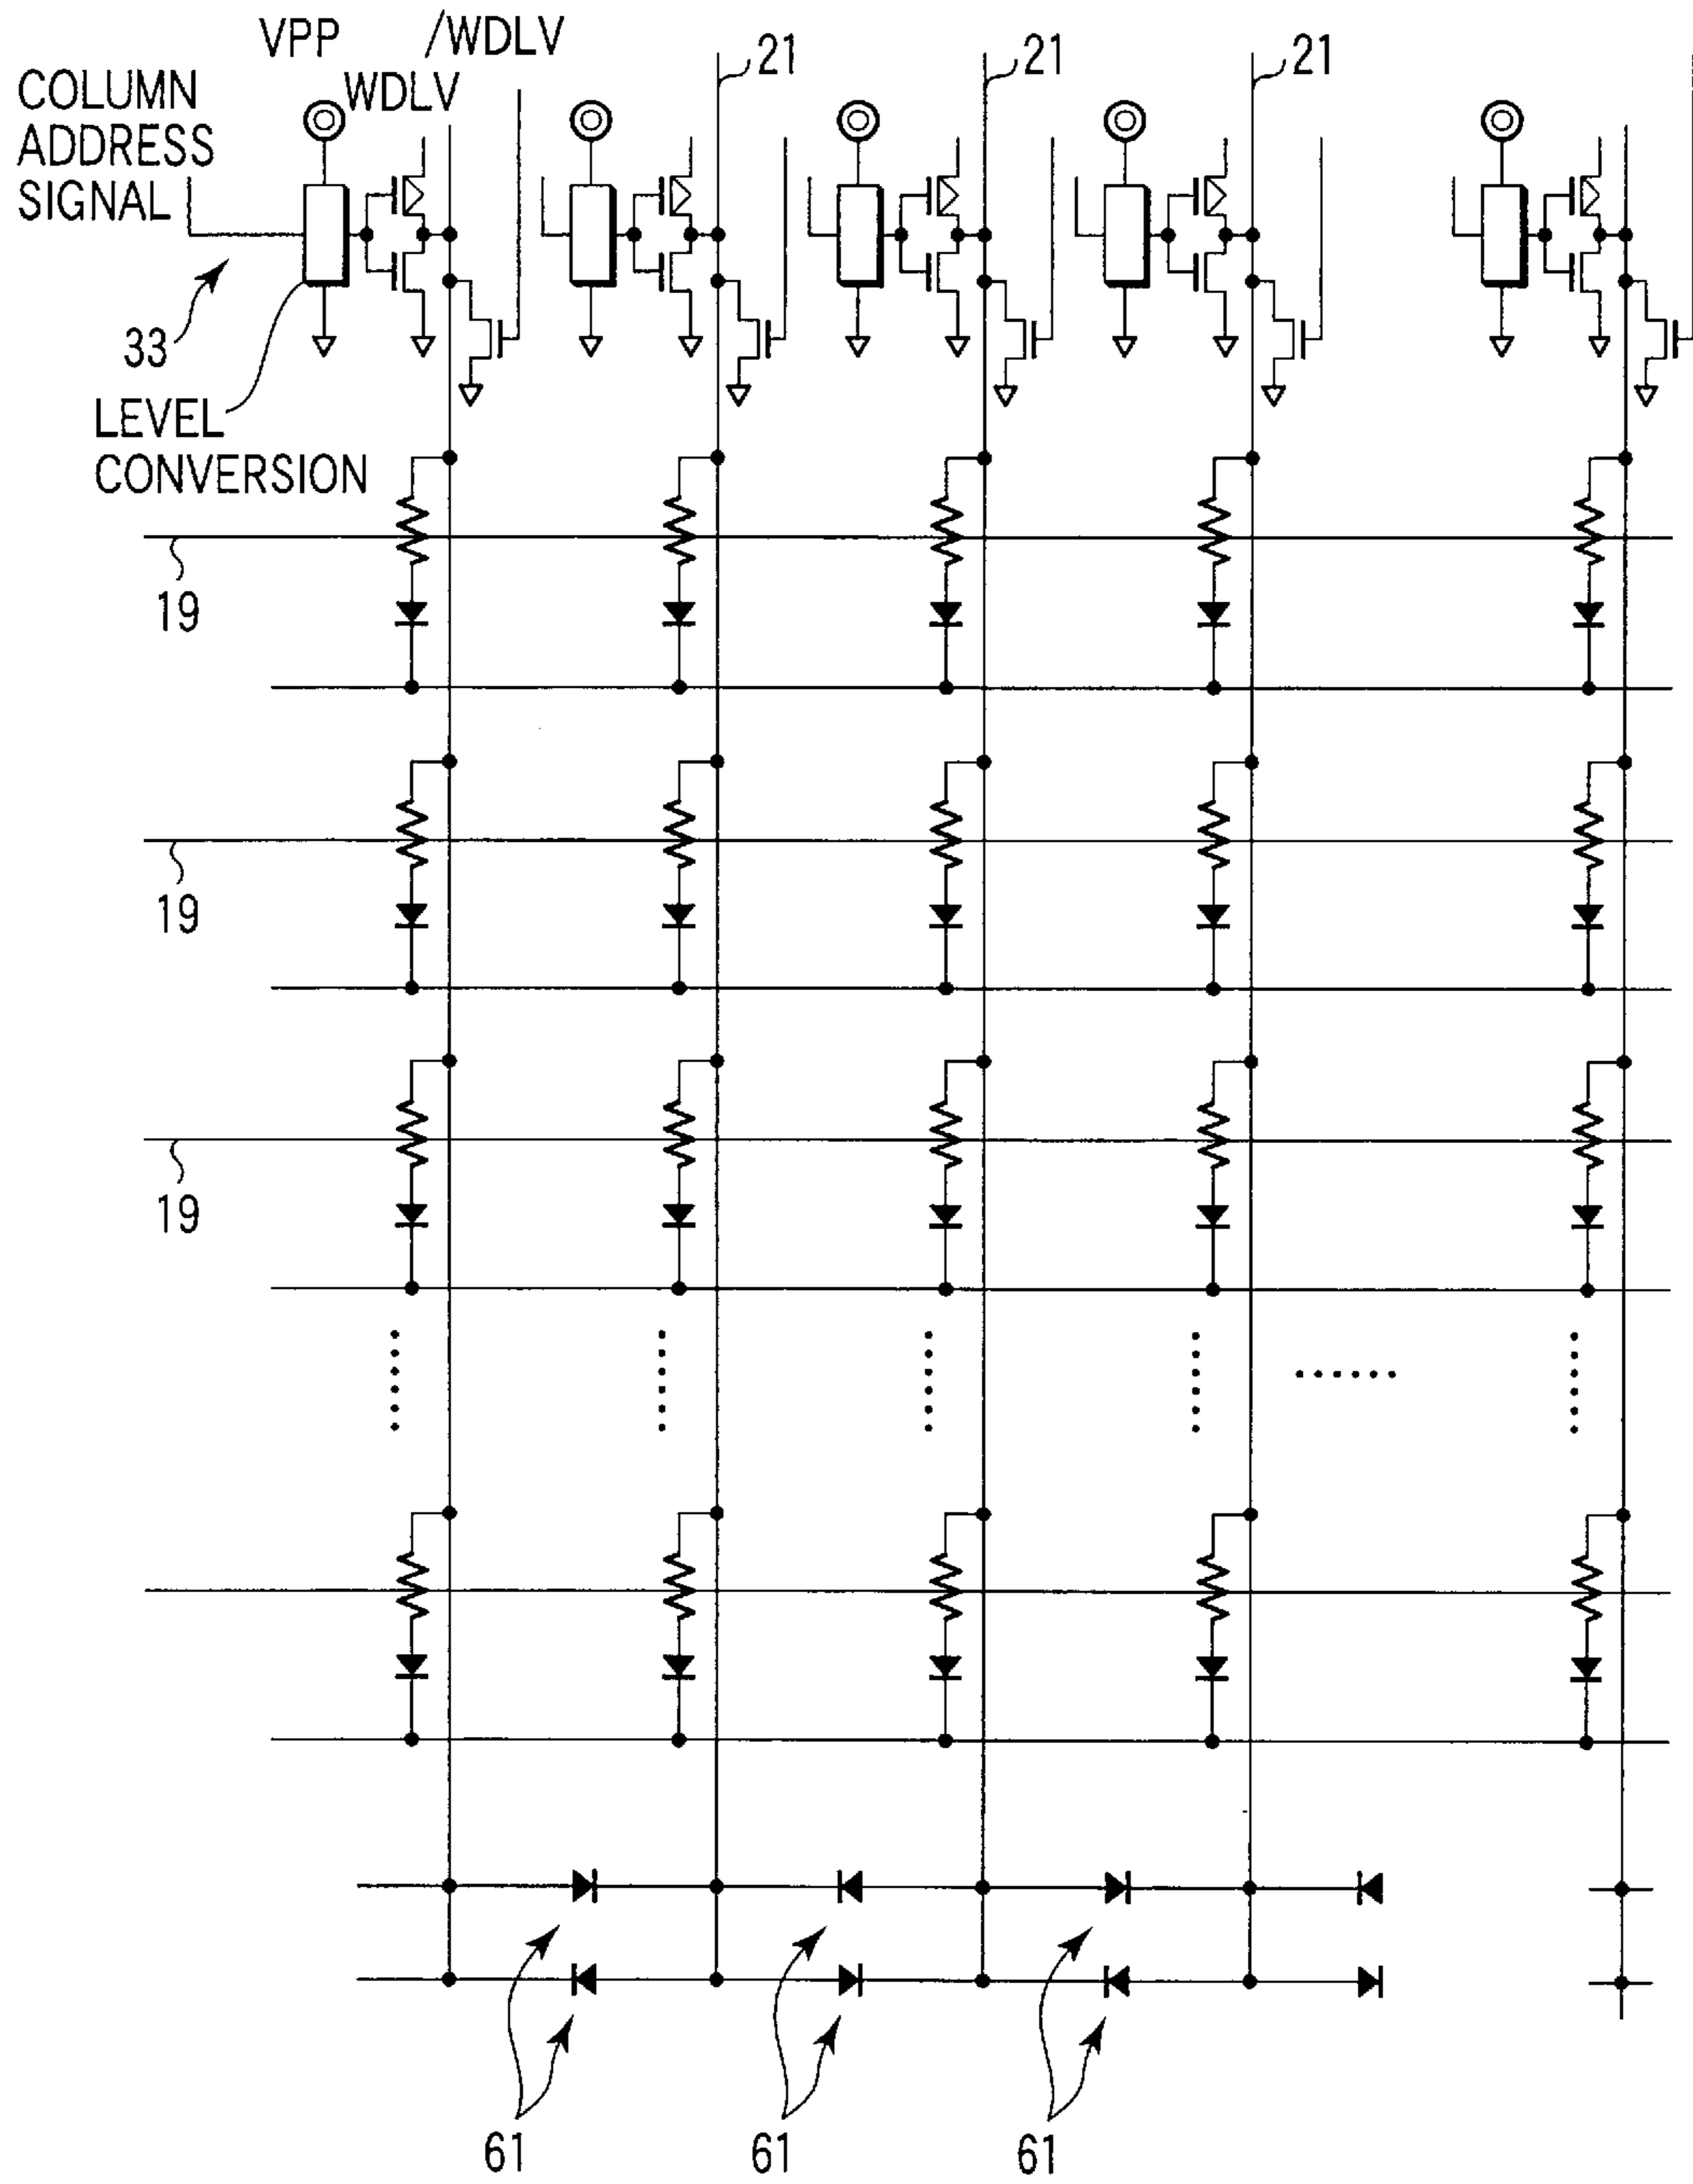 VPP
/WDLV
WDLV
COLUMN
ADDRESS
SIGNAL
21
21
21
33
LEVEL
CONVERSION
19
19
19
61
61
61